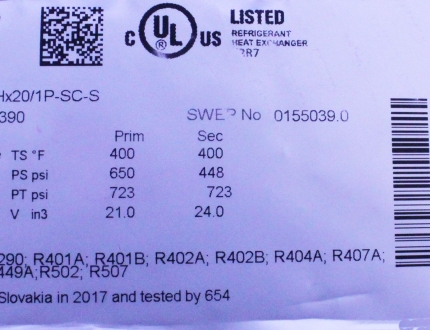 c UL ® US LISTED
REFRIGERANT
HEAT EXCHANGER
Hx20/1P-SC-S
390 SWEP No 0155039.0
Prim Sec
TS °F 400 400
PS psi 650 448
PT psi 723 723
V in3 21.0 24.0
290; R401A; R401B; R402A; R402B; R404A; R407A;
449A;R502; R507
Slovakia in 2017 and tested by 654